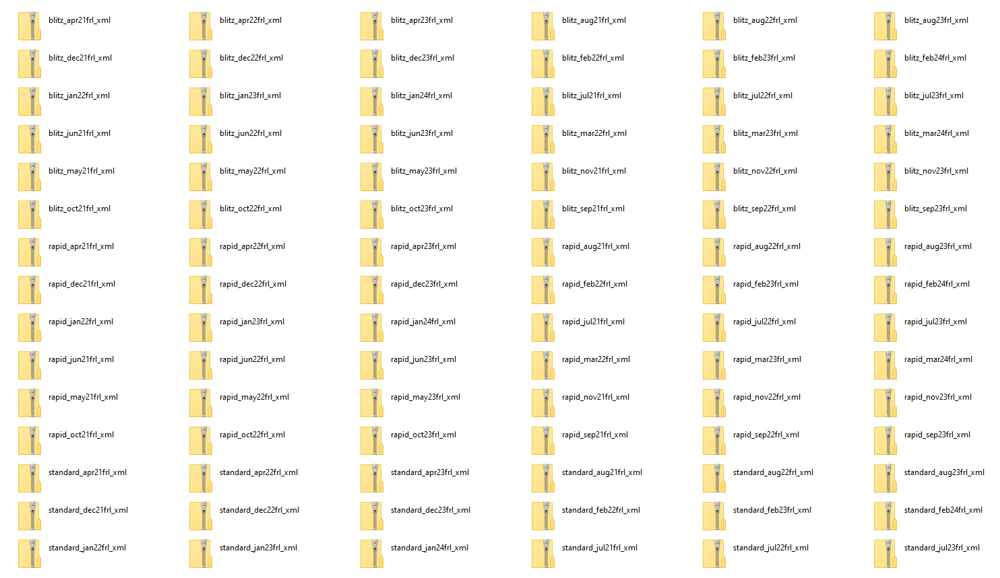 blitz_apr21frl_xml blitz_apr22frl_xml blitz_apr23frl_xml blitz_aug21frl_xml blitz_aug22frl_xml blitz_aug23frl_xml
blitz_dec21frl_xml blitz_dec22frl_xml blitz_dec23frl_xml blitz_feb22frl_xml blitz_feb23frl_xml blitz_feb24frl_xml
blitz_jan22frl_xml blitz_jan23frl_xml blitz_jan24frl_xml blitz_jul21frl_xml blitz_jul22frl_xml blitz_jul23frl_xml
blitz_jun21frl_xml blitz_jun22frl_xml blitz_jun23frl_xml blitz_mar22frl_xml blitz_mar23frl_xml blitz_mar24frl_xml
blitz_may21frl_xml blitz_may22frl_xml blitz_may23frl_xml blitz_nov21frl_xml blitz_nov22frl_xml blitz_nov23frl_xml
blitz_oct21frl_xml blitz_oct22frl_xml blitz_oct23frl_xml blitz_sep21frl_xml blitz_sep22frl_xml blitz_sep23frl_xml
rapid_apr21frl_xml rapid_apr22frl_xml rapid_apr23frl_xml rapid_aug21frl_xml rapid_aug22frl_xml rapid_aug23frl_xml
rapid_dec21frl_xml rapid_dec22frl_xml rapid_dec23frl_xml rapid_feb22frl_xml rapid_feb23frl_xml rapid_feb24frl_xml
rapid_jan22frl_xml rapid_jan23frl_xml rapid_jan24frl_xml rapid_jul21frl_xml rapid_jul22frl_xml rapid_jul23frl_xml
rapid_jun21frl_xml rapid_jun22frl_xml rapid_jun23frl_xml rapid_mar22frl_xml rapid_mar23frl_xml rapid_mar24frl_xml
rapid_may21frl_xml rapid_may22frl_xml rapid_may23frl_xml rapid_nov21frl_xml rapid_nov22frl_xml rapid_nov23frl_xml
rapid_oct21frl_xml rapid_oct22frl_xml rapid_oct23frl_xml rapid_sep21frl_xml rapid_sep22frl_xml rapid_sep23frl_xml
standard_apr21frl_xml standard_apr22frl_xml standard_apr23frl_xml standard_aug21frl_xml standard_aug22frl_xml standard_aug23frl_xml
standard_dec21frl_xml standard_dec22frl_xml standard_dec23frl_xml standard_feb22frl_xml standard_feb23frl_xml standard_feb24frl_xml
standard_jan22frl_xml standard_jan23frl_xml standard_jan24frl_xml standard_jul21frl_xml standard_jul22frl_xml standard_jul23frl_xml